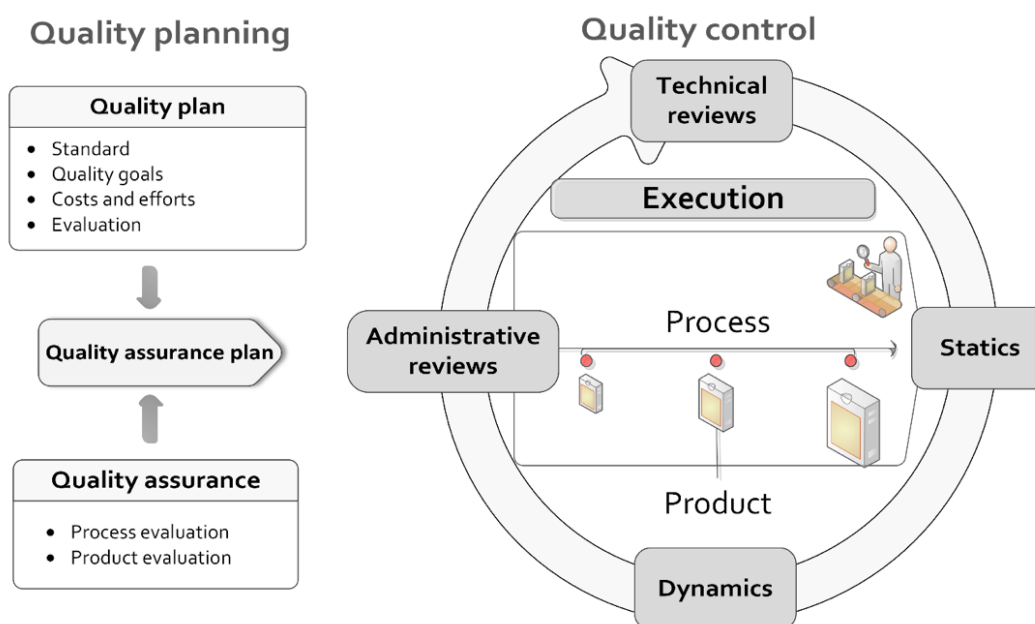 Quality planning
Quality plan
Standard
Quality goals
Costs and efforts
Evaluation
Quality assurance plan
Quality assurance
Process evaluation
Product evaluation
Quality control
Technical
reviews
Execution
Process
Administrative
reviews
Statics
Product
Dynamics